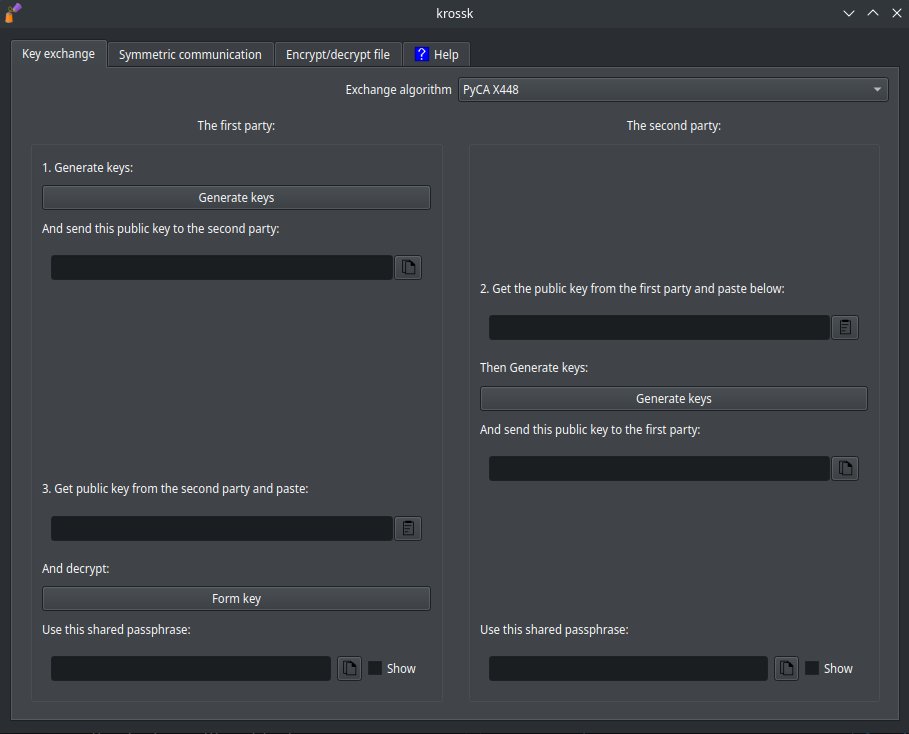 krossk
Key exchange
Symmetric communication
Encrypt/decrypt file
? Help
Exchange algorithm PyCA X448
The first party:
1. Generate keys:
Generate keys
And send this public key to the second party:
3. Get public key from the second party and paste:
And decrypt:
Form key
Use this shared passphrase:
Show
The second party:
2. Get the public key from the first party and paste below:
Then Generate keys:
Generate keys
And send this public key to the first party:
Use this shared passphrase:
Show